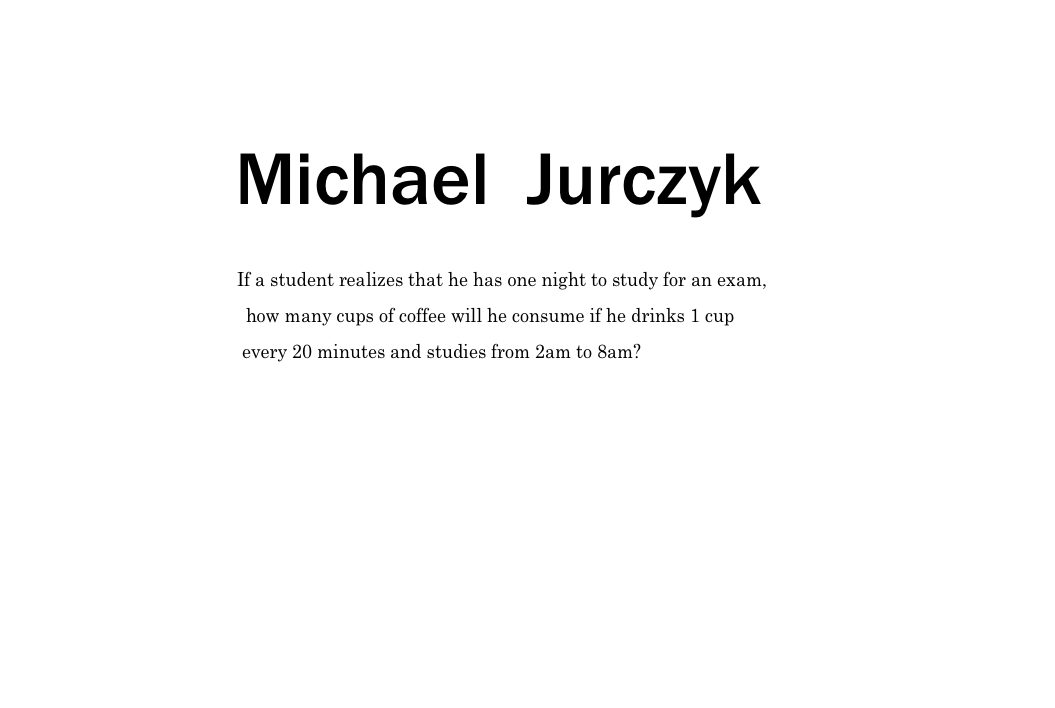 Michael Jurczyk
If a student realizes that he has one night to study for an exam,
how many cups of coffee will he consume if he drinks 1 cup
every 20 minutes and studies from 2am to 8am?